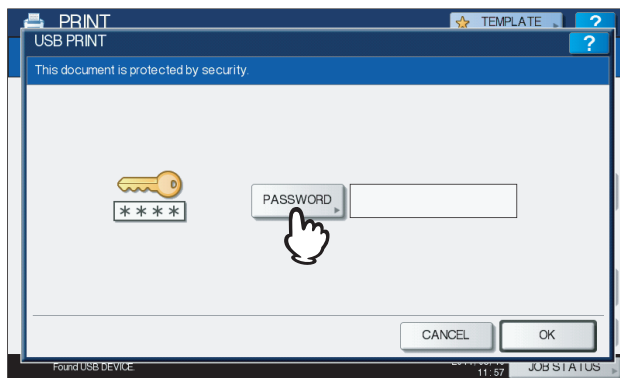 PRINT
TEMPLATE
?
USB PRINT
?
This document is protected by security.
* * * *
PASSWORD
CANCEL
OK
Found USB DEVICE.
11:57
JOB STATUS